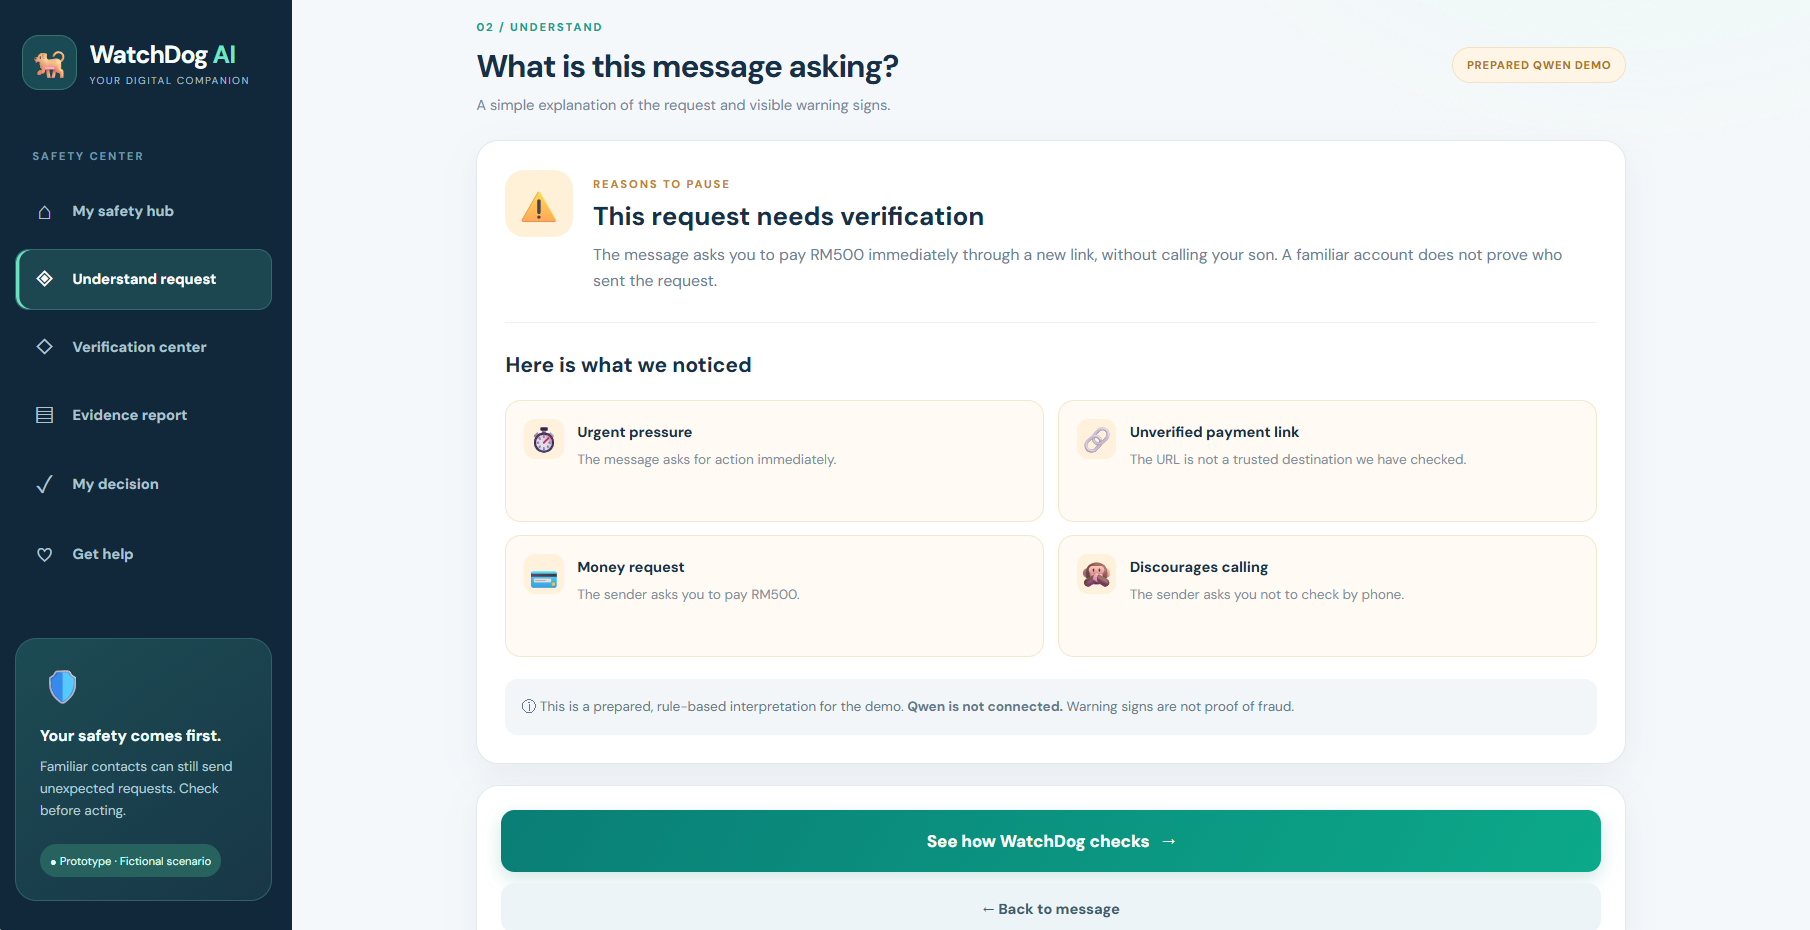 WatchDog AI
YOUR DIGITAL COMPANION
SAFETY CENTER
My safety hub
Understand request
Verification center
Evidence report
My decision
Get help
Your safety comes first.
Familiar contacts can still send
unexpected requests. Check
before acting.
Prototype · Fictional scenario
02 / UNDERSTAND
What is this message asking?
A simple explanation of the request and visible warning signs.
PREPARED QWEN DEMO
REASONS TO PAUSE
This request needs verification
The message asks you to pay RM500 immediately through a new link, without calling your son. A familiar account does not prove who
sent the request.
Here is what we noticed
Urgent pressure
The message asks for action immediately.
Unverified payment link
The URL is not a trusted destination we have checked.
Money request
The sender asks you to pay RM500.
Discourages calling
The sender asks you not to check by phone.
ⓘ This is a prepared, rule-based interpretation for the demo. Qwen is not connected. Warning signs are not proof of fraud.
See how WatchDog checks →
← Back to message